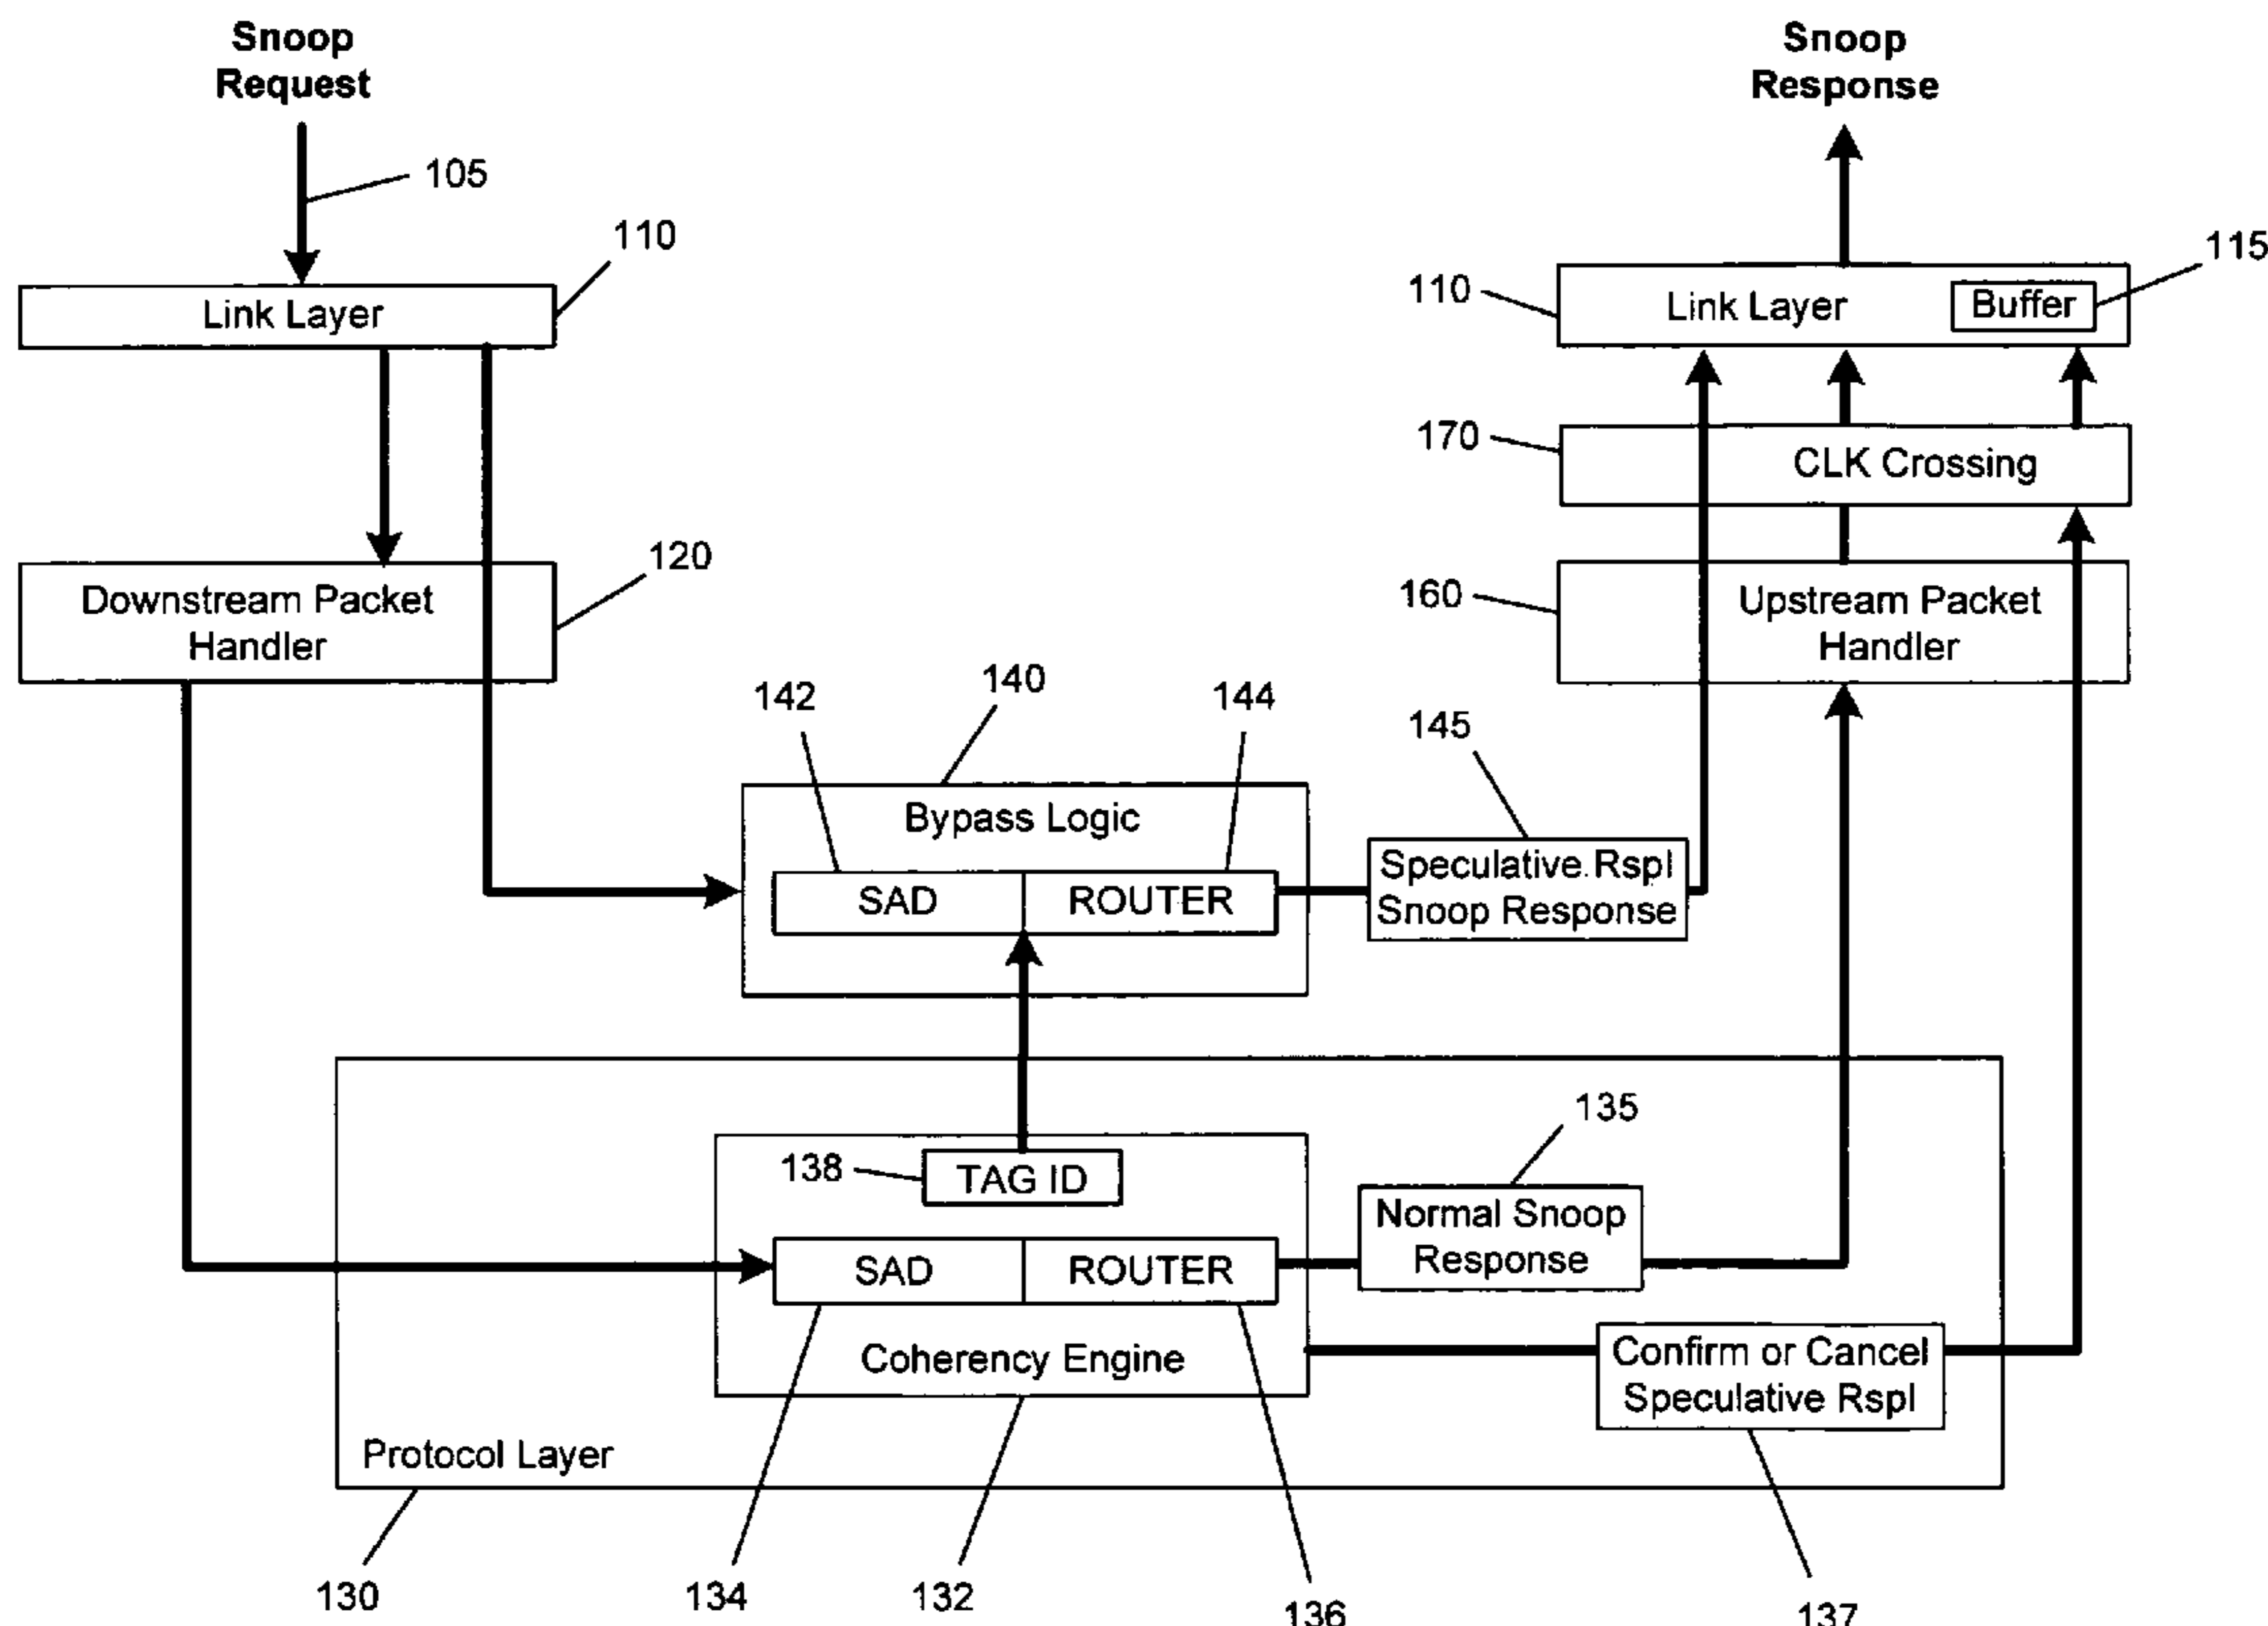 Snoop
Request
Snoop
Response
105
110
Link Layer
110
115
Link Layer
Buffer
170
CLK Crossing
120
Downstream Packet
Handler
160
Upstream Packet
Handler
142
140
144
145
Bypass Logic
SAD
ROUTER
Speculative Rspl
Snoop Response
135
138
TAG ID
Normal Snoop
Response
SAD
ROUTER
Coherency Engine
Confirm or Cancel
Speculative Rspl
Protocol Layer
130
134
132
136
137